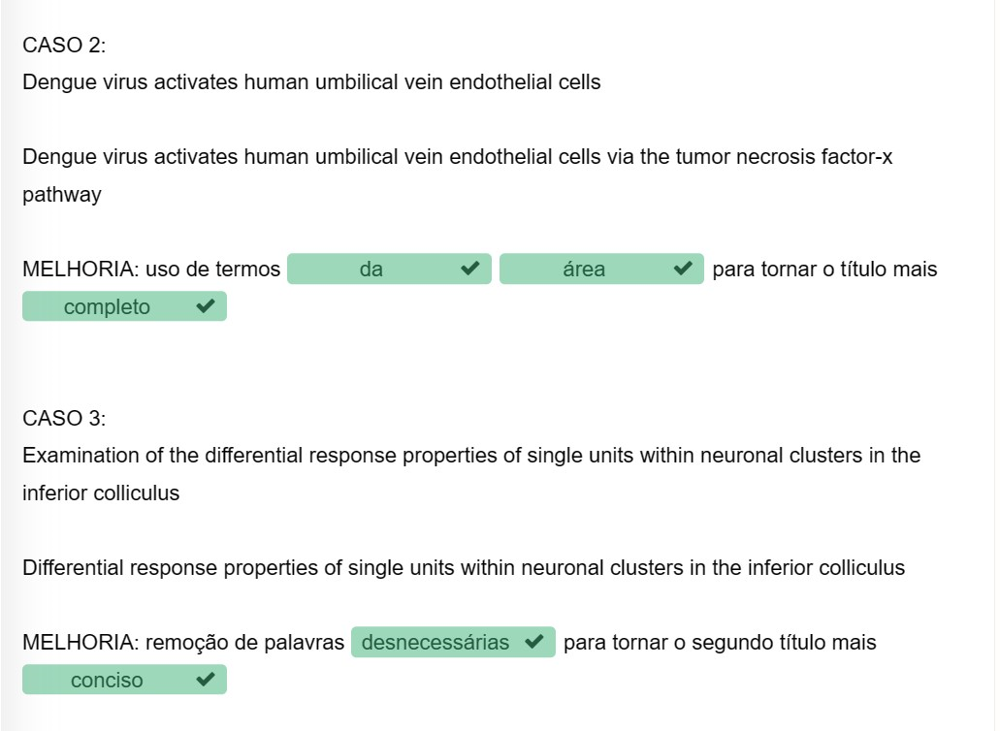 CASO 2:
Dengue virus activates human umbilical vein endothelial cells
Dengue virus activates human umbilical vein endothelial cells via the tumor necrosis factor-x
pathway
MELHORIA: uso de termos da área para tornar o título mais
completo
CASO 3:
Examination of the differential response properties of single units within neuronal clusters in the
inferior colliculus
Differential response properties of single units within neuronal clusters in the inferior colliculus
MELHORIA: remoção de palavras desnecessárias para tornar o segundo título mais
conciso